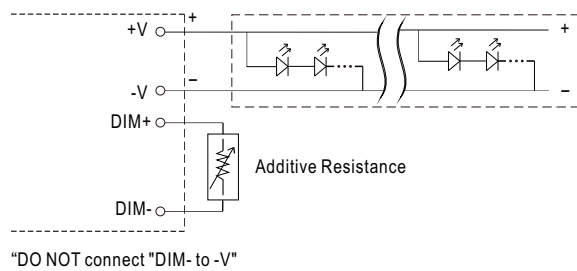 +V + +
-V − −
DIM+
Additive Resistance
DIM-
“DO NOT connect "DIM- to -V"